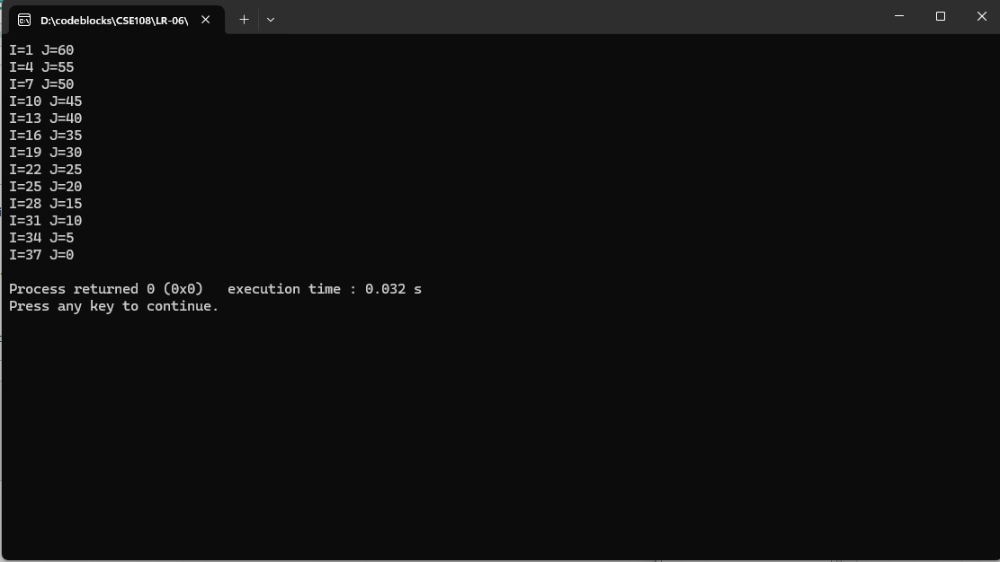 D:\codeblocks\CSE108\LR-06\
I=1 J=60
I=4 J=55
I=7 J=50
I=10 J=45
I=13 J=40
I=16 J=35
I=19 J=30
I=22 J=25
I=25 J=20
I=28 J=15
I=31 J=10
I=34 J=5
I=37 J=0
Process returned 0 (0x0)   execution time : 0.032 s
Press any key to continue.